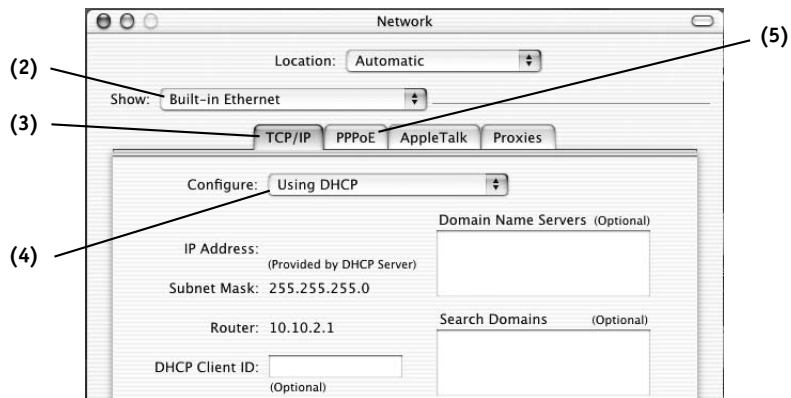 Network
(5)
Location: Automatic
(2)
Show: Built-in Ethernet
(3)
TCP/IP PPPoE AppleTalk Proxies
Configure: Using DHCP
(4)
Domain Name Servers (Optional)
IP Address:
(Provided by DHCP Server)
Subnet Mask: 255.255.255.0
Router: 10.10.2.1
Search Domains (Optional)
DHCP Client ID:
(Optional)